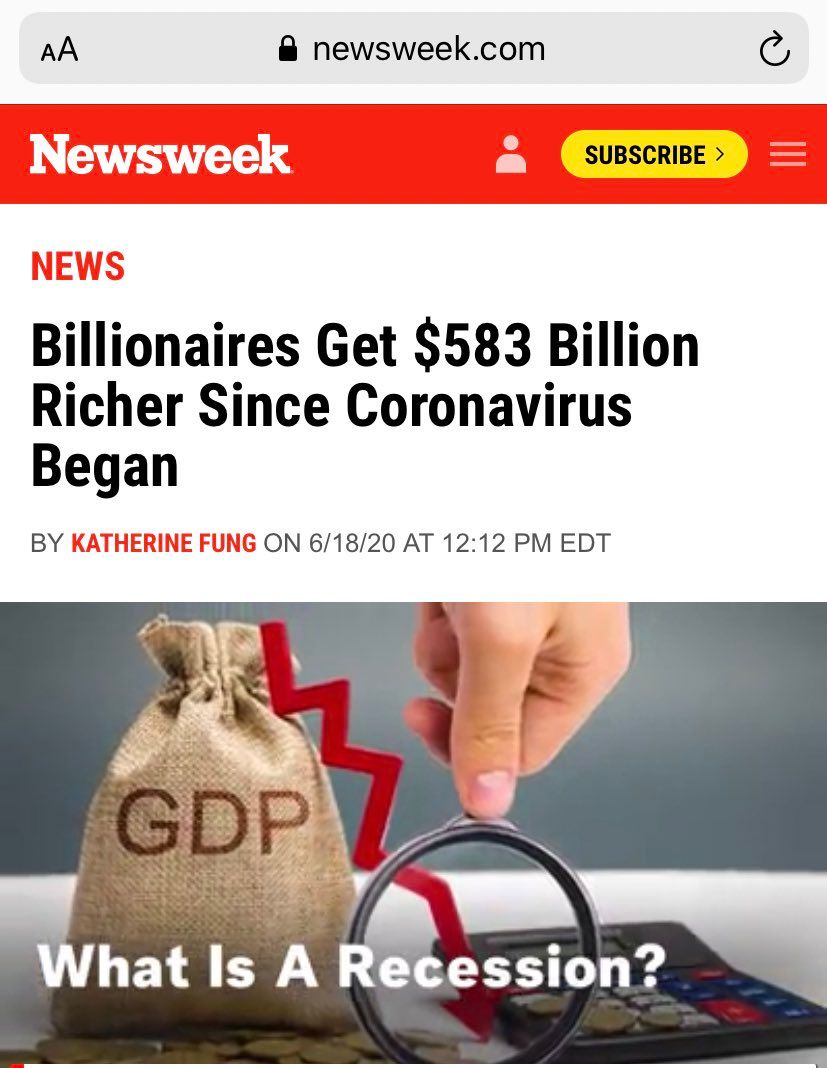 AA newsweek.com
Newsweek SUBSCRIBE >
NEWS
Billionaires Get $583 Billion
Richer Since Coronavirus
Began
BY KATHERINE FUNG ON 6/18/20 AT 12:12 PM EDT
GDP
What Is A Recession?